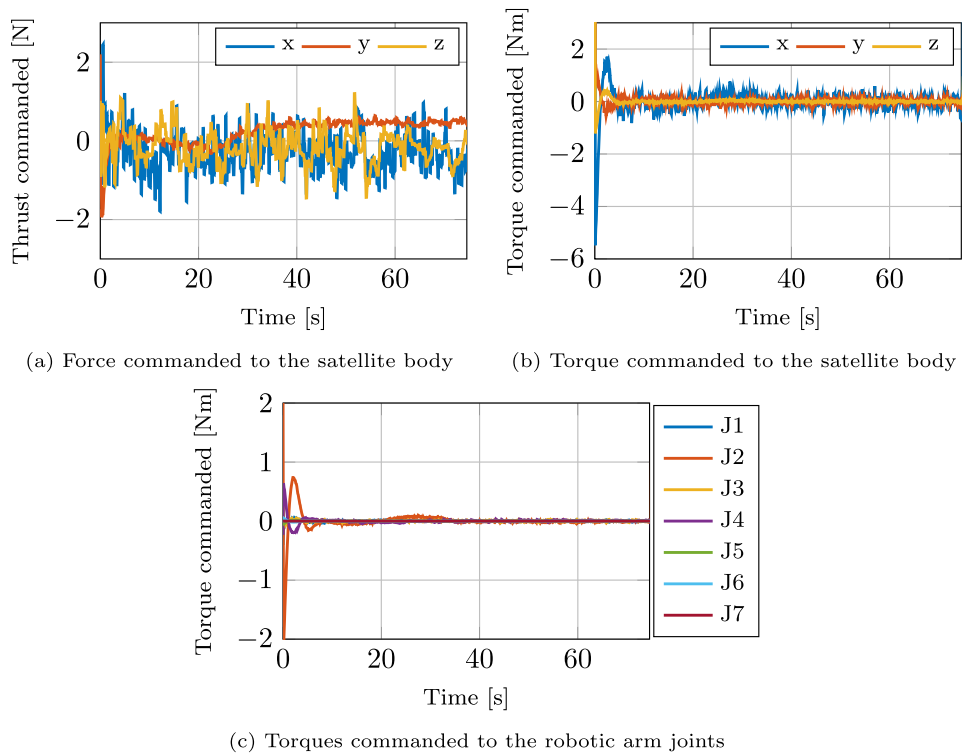 Thrust commanded [N]
2
0
−2
x y z
0 20 40 60
Time [s]
(a) Force commanded to the satellite body
Torque commanded [Nm]
2
0
−2
−4
−6
x y z
0 20 40 60
Time [s]
(b) Torque commanded to the satellite body
Torque commanded [Nm]
2
1
0
−1
−2
0 20 40 60
Time [s]
J1
J2
J3
J4
J5
J6
J7
(c) Torques commanded to the robotic arm joints